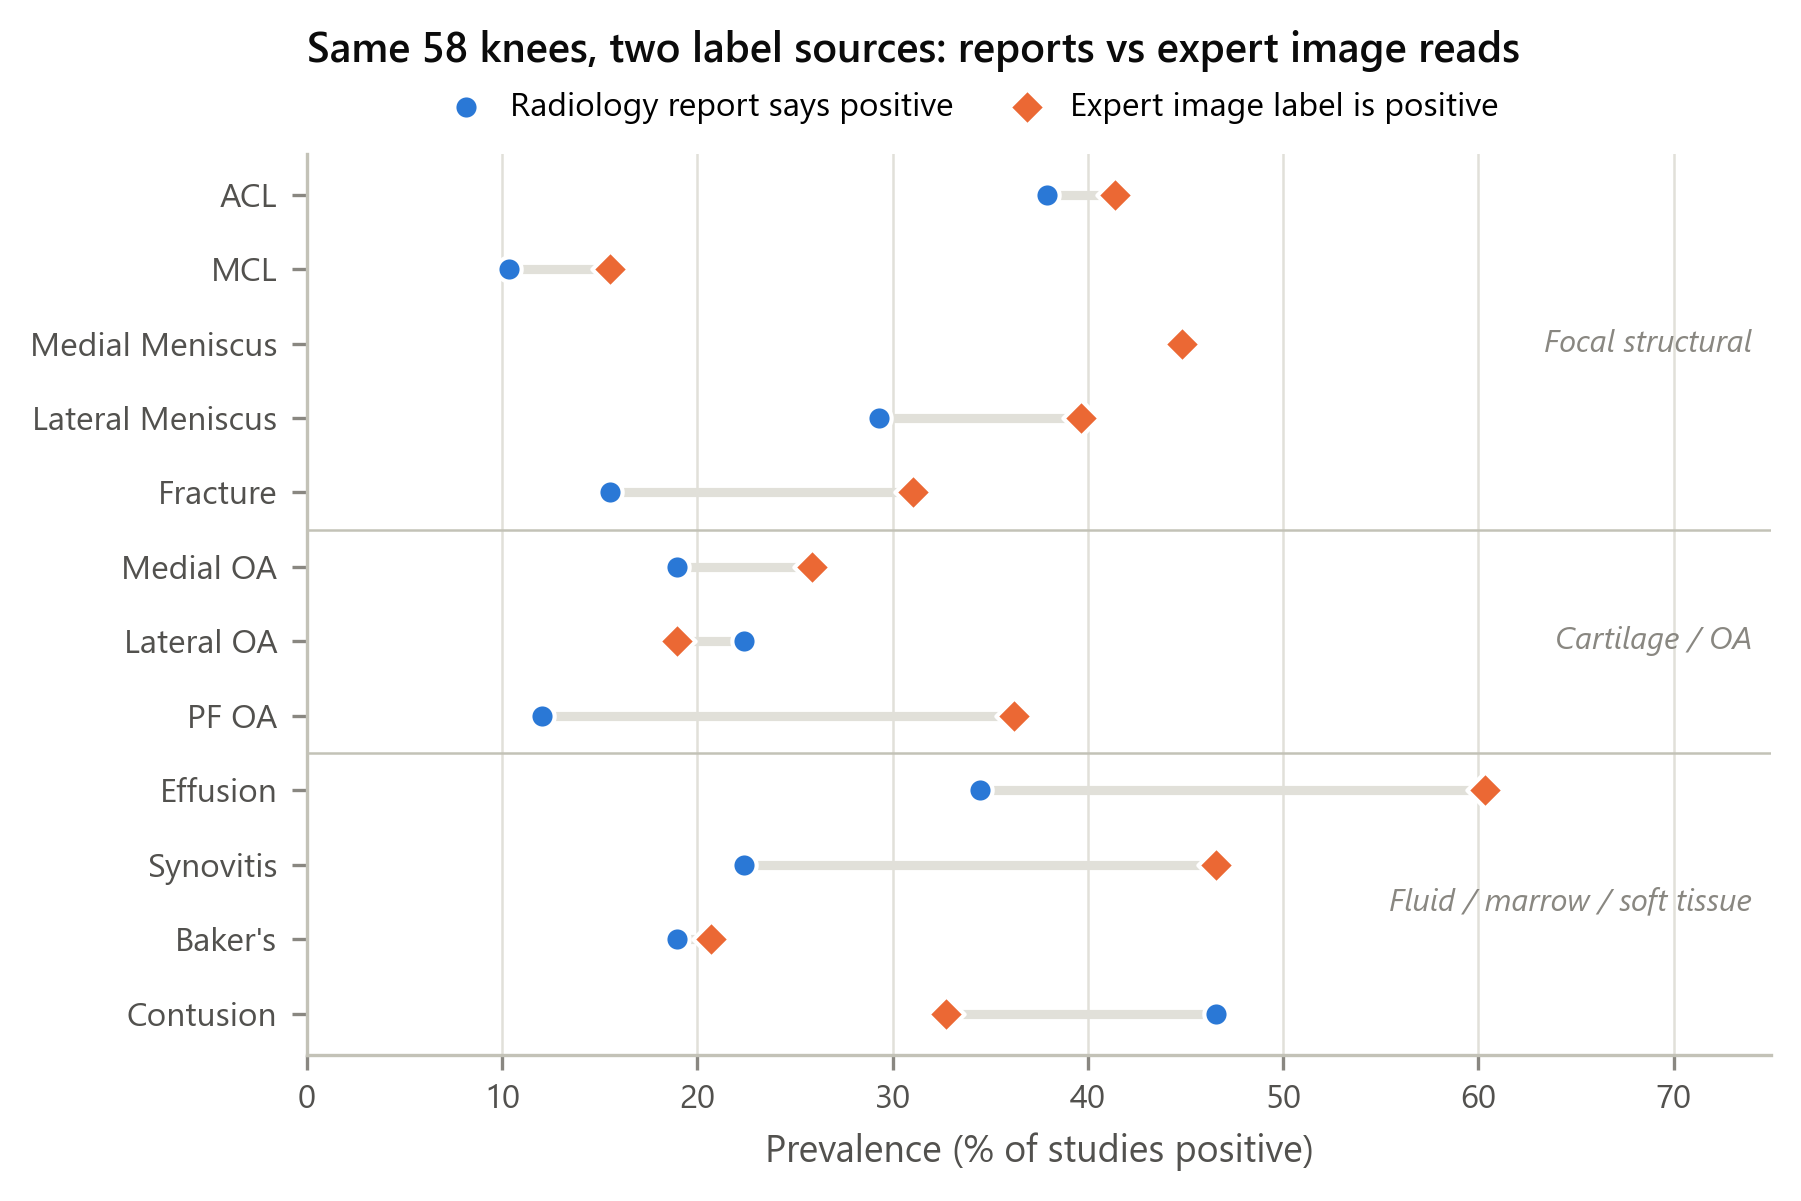 Same 58 knees, two label sources: reports vs expert image reads
Radiology report says positive
Expert image label is positive
ACL
MCL
Medial Meniscus
Focal structural
Lateral Meniscus
Fracture
Medial OA
Lateral OA
Cartilage / OA
PF OA
Effusion
Synovitis
Fluid / marrow / soft tissue
Baker's
Contusion
0 10 20 30 40 50 60 70
Prevalence (% of studies positive)